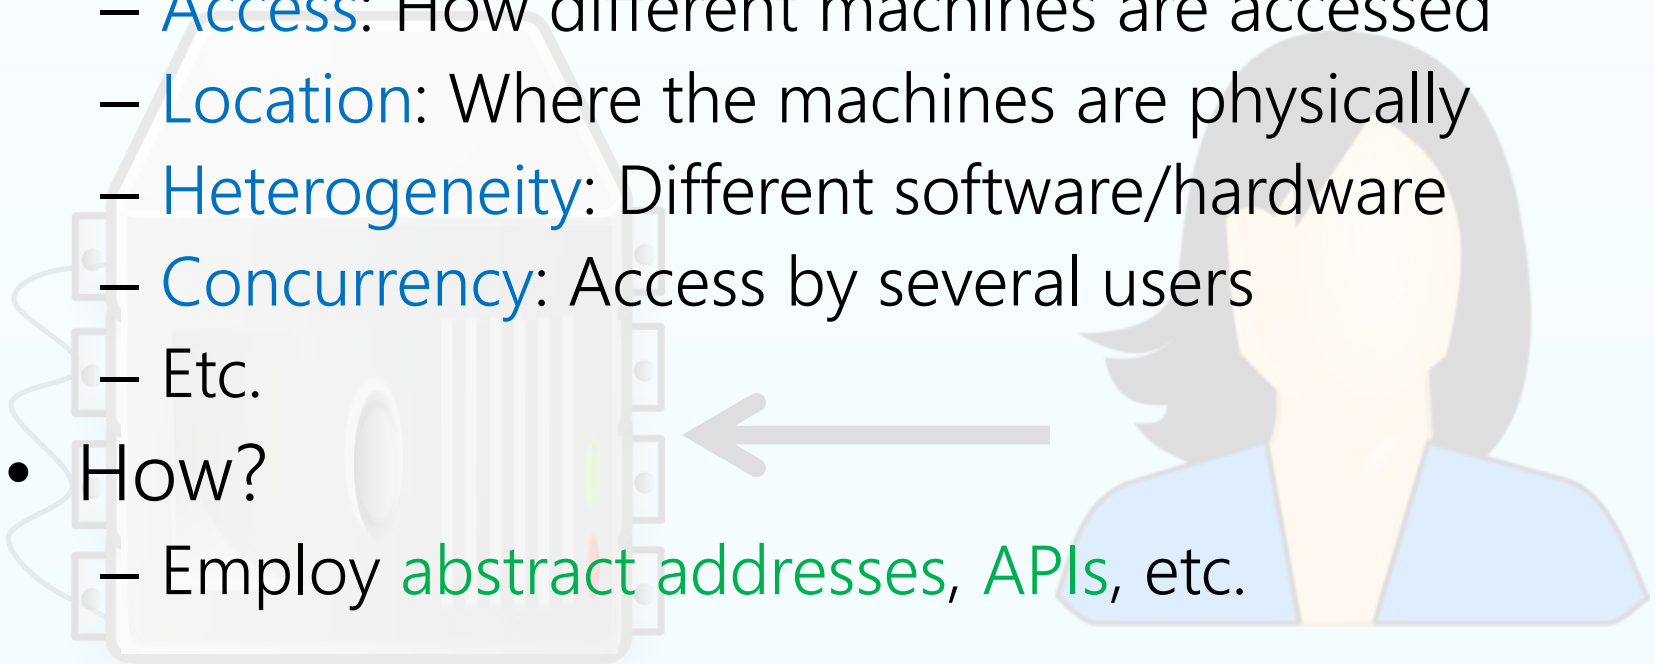 – Access: How different machines are accessed
– Location: Where the machines are physically
– Heterogeneity: Different software/hardware
– Concurrency: Access by several users
– Etc.
• How?
– Employ abstract addresses, APIs, etc.